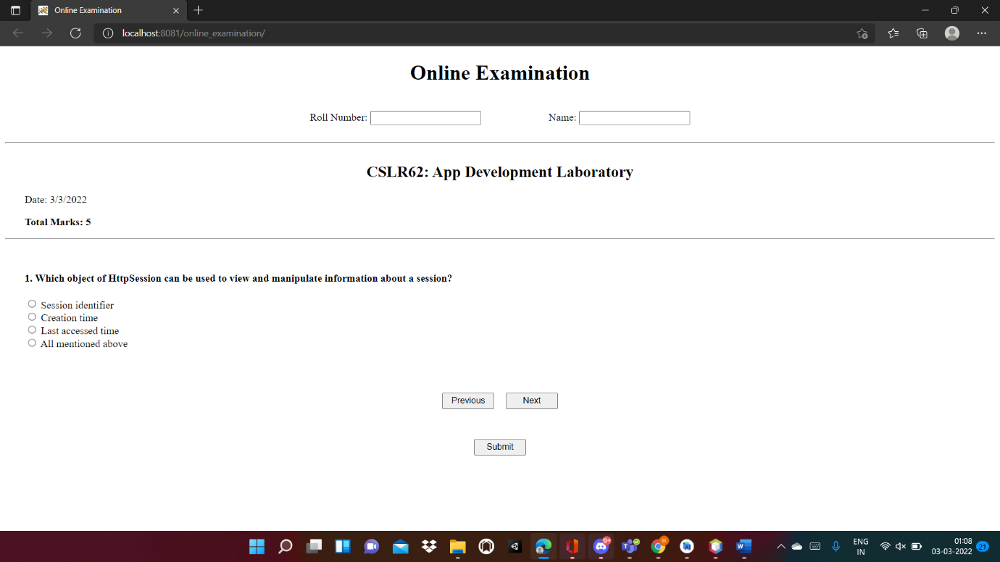 Online Examination
localhost:8081/online_examination/
Online Examination
Roll Number: Name:
CSLR62: App Development Laboratory
Date: 3/3/2022
Total Marks: 5
1. Which object of HttpSession can be used to view and manipulate information about a session?
Session identifier
Creation time
Last accessed time
All mentioned above
Previous Next
Submit
9+
H
T
W
ENG
IN
01:08
03-03-2022
21